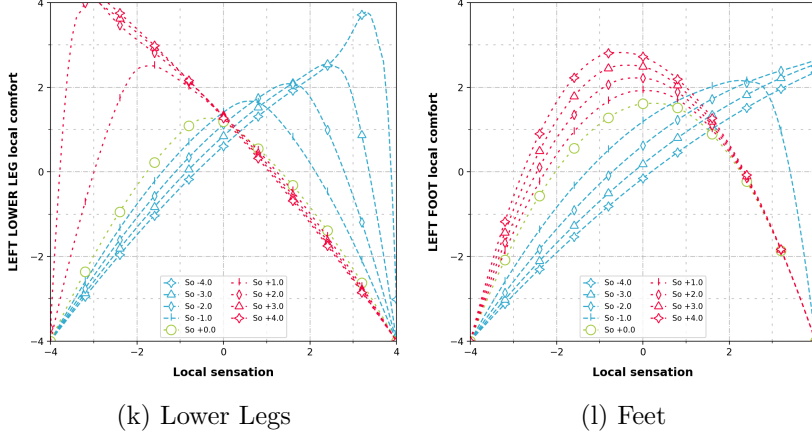 4
2
0
−2
−4
−4
−2
0
2
4
LEFT LOWER LEG local comfort
Local sensation
So -4.0
So -3.0
So -2.0
So -1.0
So +0.0
So +1.0
So +2.0
So +3.0
So +4.0
(k) Lower Legs
4
2
0
−2
−4
−4
−2
0
2
LEFT FOOT local comfort
Local sensation
So -4.0
So -3.0
So -2.0
So -1.0
So +0.0
So +1.0
So +2.0
So +3.0
So +4.0
(l) Feet